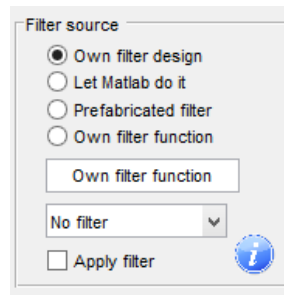 Filter source
Own filter design
Let Matlab do it
Prefabricated filter
Own filter function
Own filter function
No filter
Apply filter
i